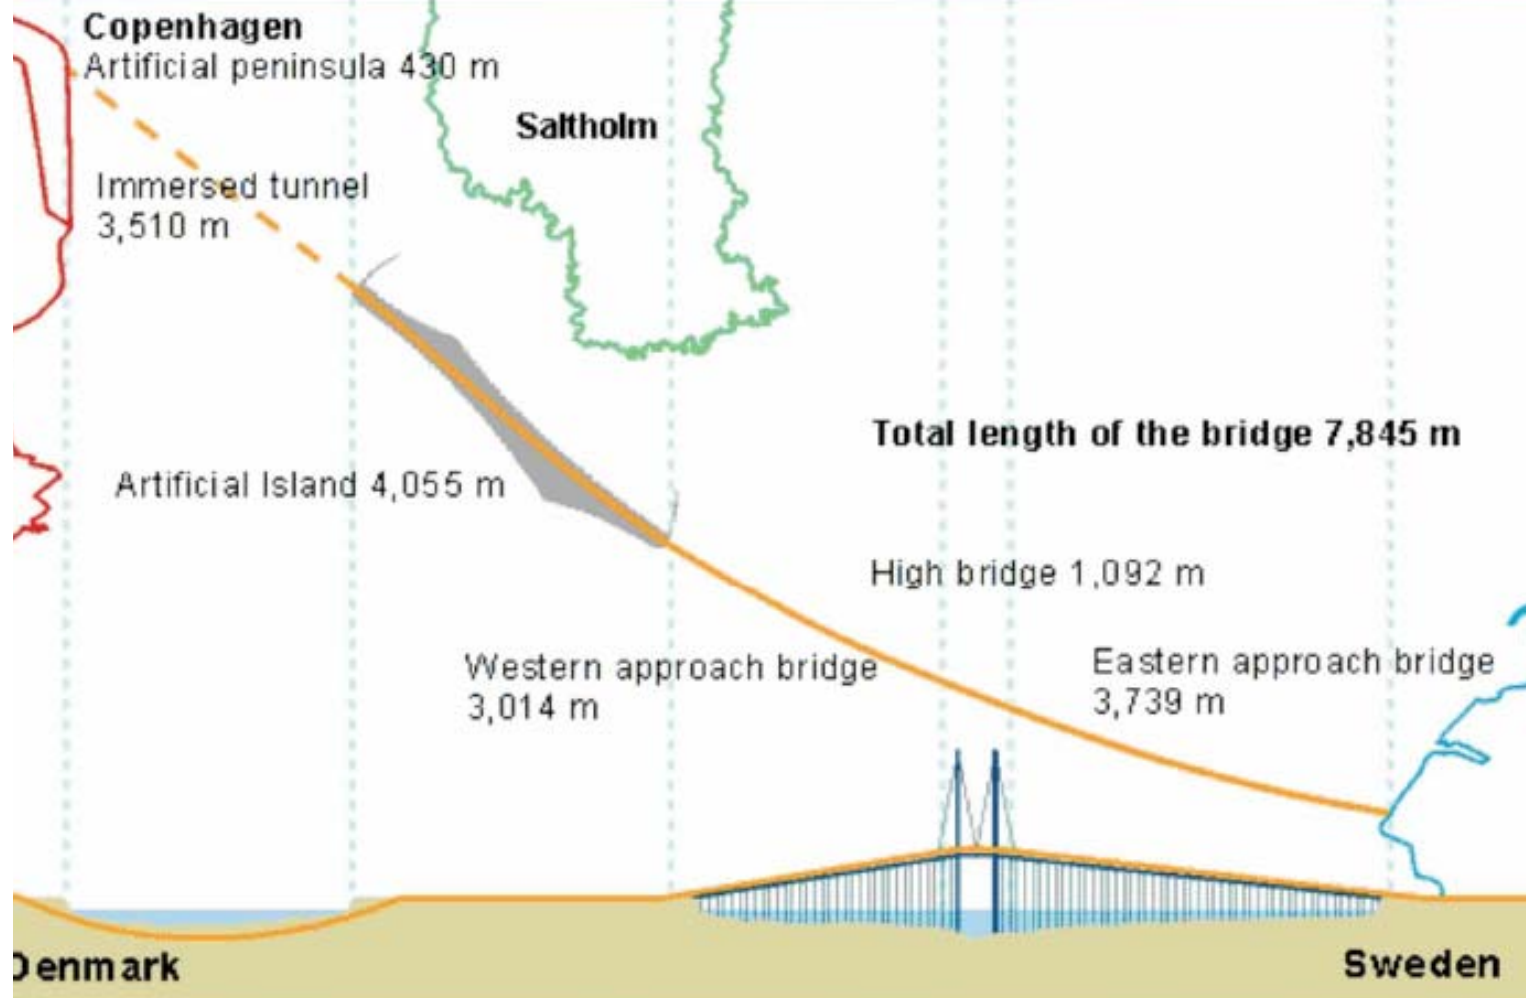 Copenhagen
Artificial peninsula 430 m
Saltholm
Immersed tunnel
3,510 m
Total length of the bridge 7,845 m
Artificial Island 4,055 m
High bridge 1,092 m
Western approach bridge
3,014 m
Eastern approach bridge
3,739 m
Denmark
Sweden